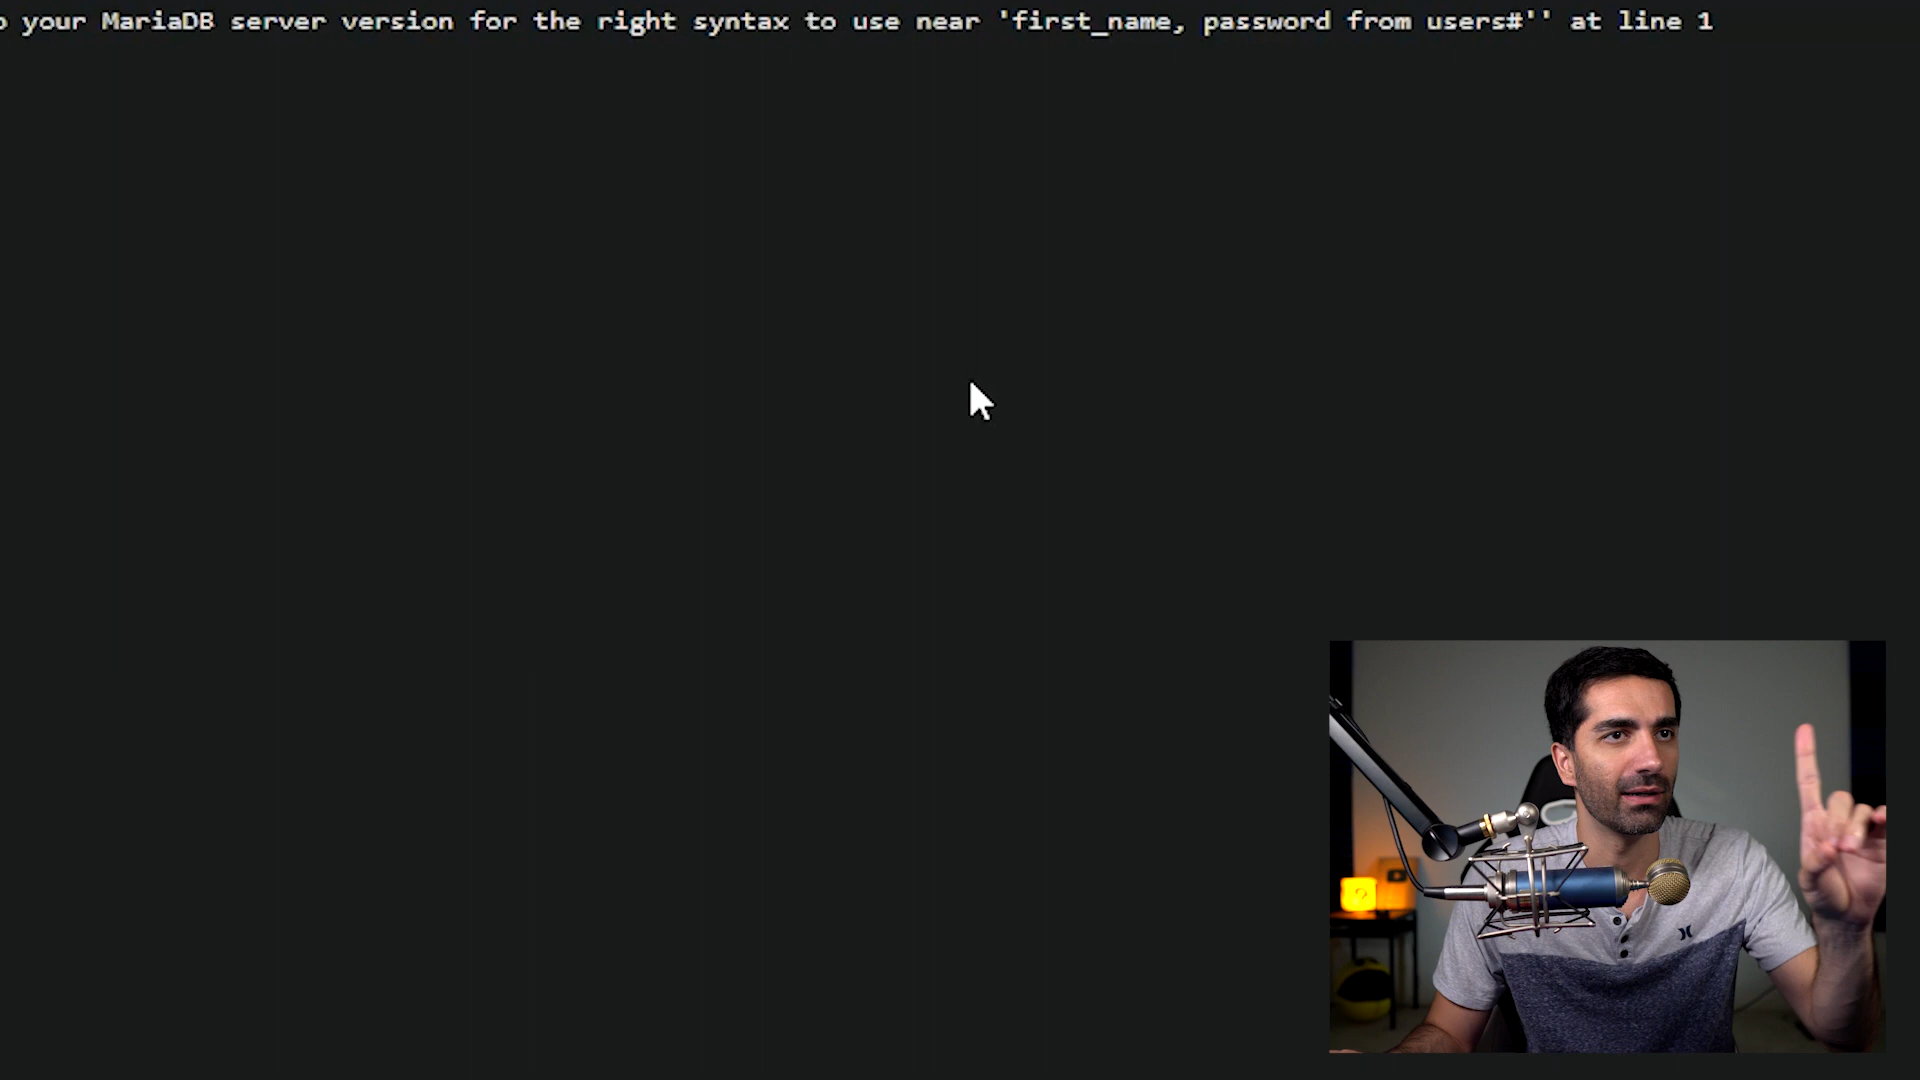 your MariaDB server version for the right syntax to use near 'first_name, password from users#'' at line 1